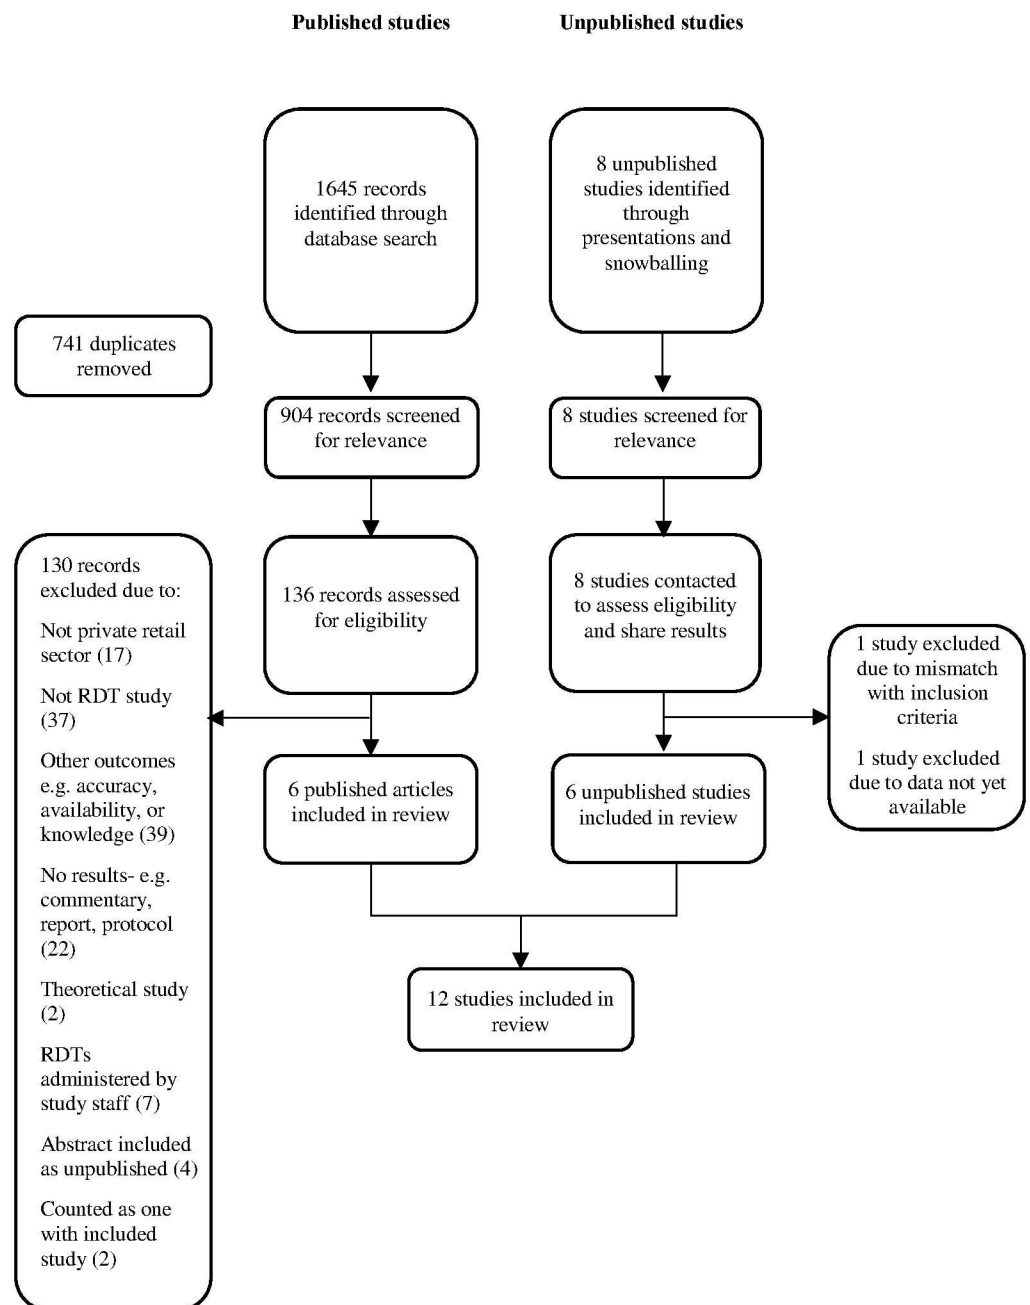 Published studies
Unpublished studies
1645 records
identified through
database search
8 unpublished
studies identified
through
presentations and
snowballing
741 duplicates
removed
904 records screened
for relevance
8 studies screened for
relevance
130 records
excluded due to:
Not private retail
sector (17)
Not RDT study
(37)
Other outcomes
e.g. accuracy,
availability, or
knowledge (39)
No results- e.g.
commentary,
report, protocol
(22)
Theoretical study
(2)
RDTs
administered by
study staff (7)
Abstract included
as unpublished (4)
Counted as one
with included
study (2)
136 records assessed
for eligibility
8 studies contacted
to assess eligibility
and share results
1 study excluded
due to mismatch
with inclusion
criteria
1 study excluded
due to data not yet
available
6 published articles
included in review
6 unpublished studies
included in review
12 studies included in
review